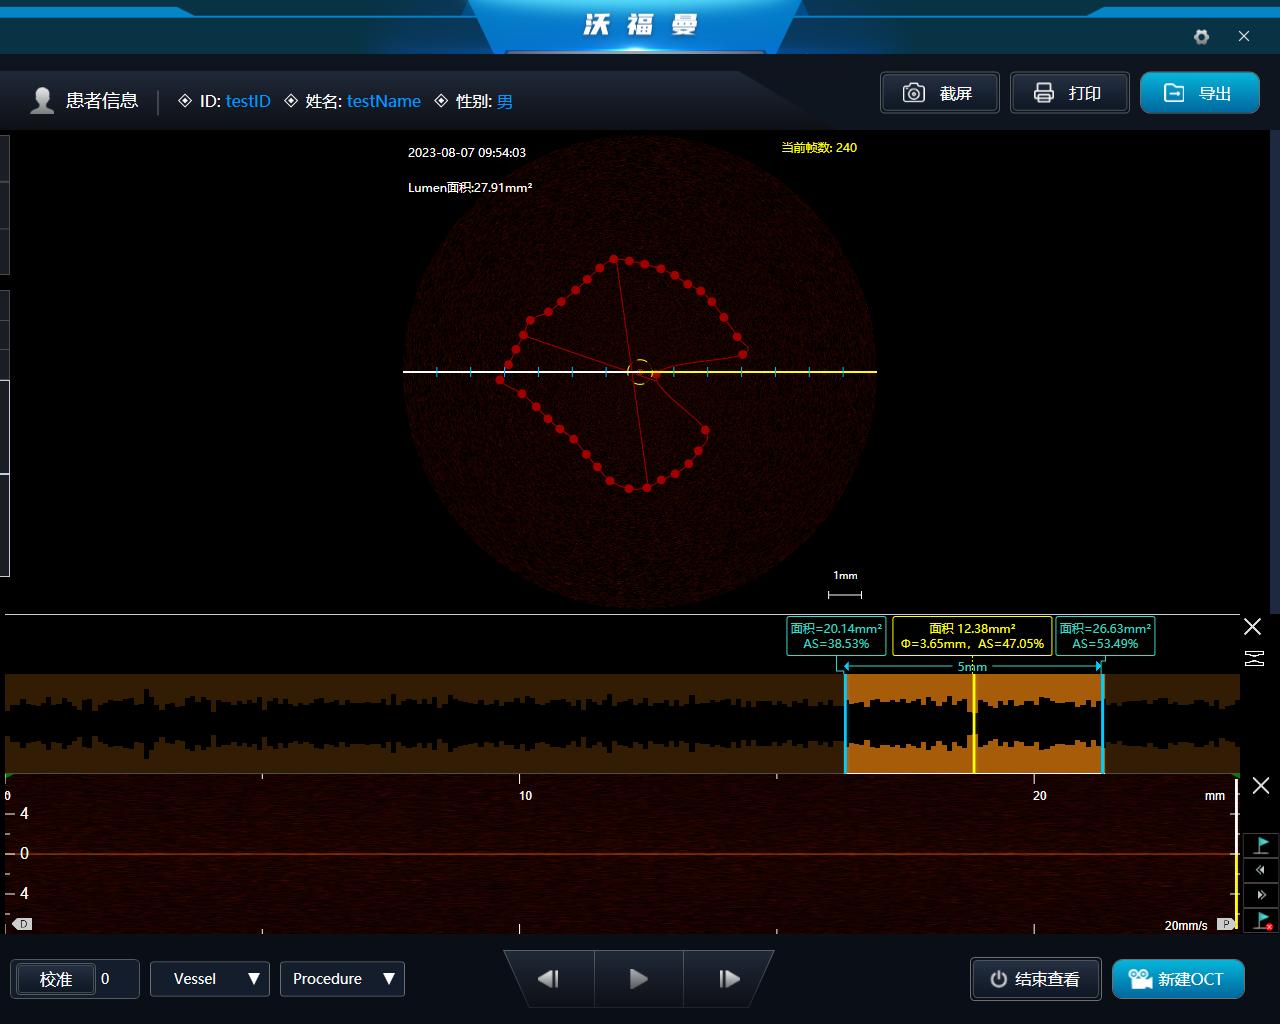 沃福曼
患者信息 ID: testID 姓名: testName 性别: 男
截屏
打印
导出
2023-08-07 09:54:03
当前帧数: 240
Lumen面积:27.91mm²
1mm
面积=20.14mm²
AS=38.53%
面积 12.38mm²
Φ=3.65mm，AS=47.05%
面积=26.63mm²
AS=53.49%
5mm
0 10 20 mm
4
0
4
D
20mm/s P
校准 0
Vessel
Procedure
结束查看
新建OCT